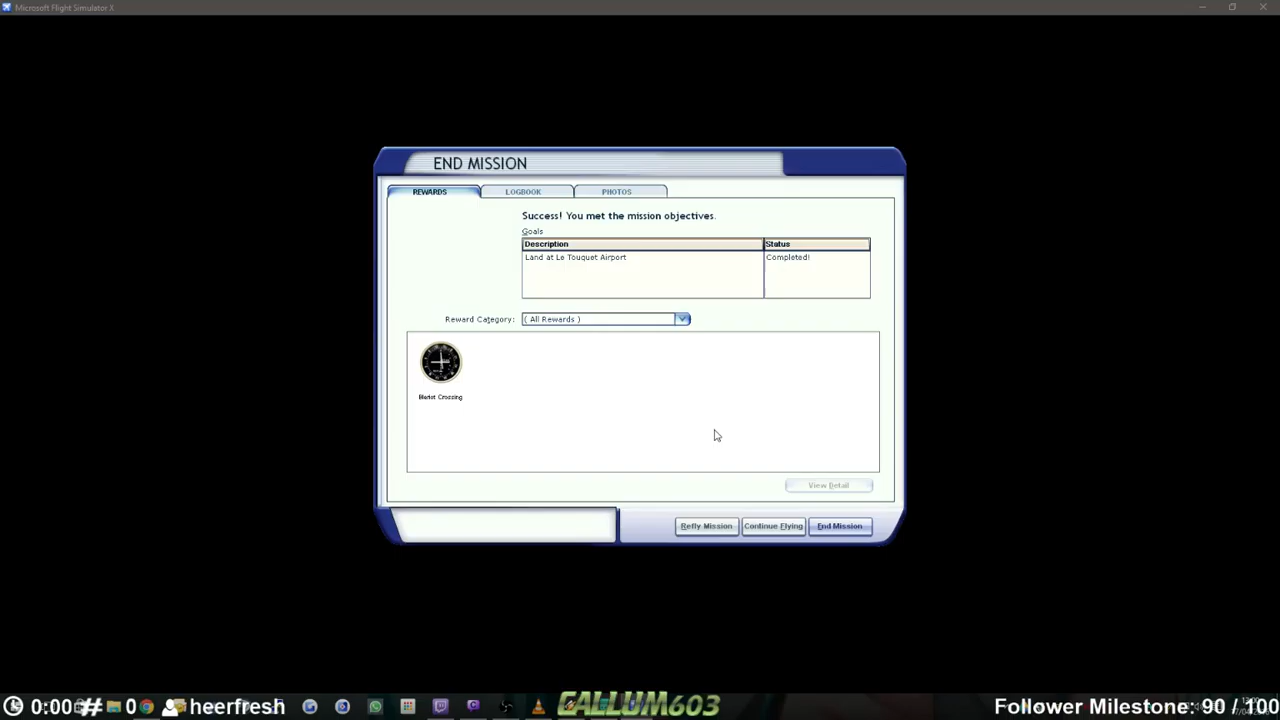 Microsoft Flight Simulator X
END MISSION
REWARDS
LOGBOOK
PHOTOS
Success! You met the mission objectives.
Goals
Description
Status
Land at Le Touquet Airport
Completed!
Reward Category:
( All Rewards )
Bleriot Crossing
View Detail
Refly Mission
Continue Flying
End Mission
0:00
# 0
heerfresh
CALLUM603
Follower Milestone: 90 / 100